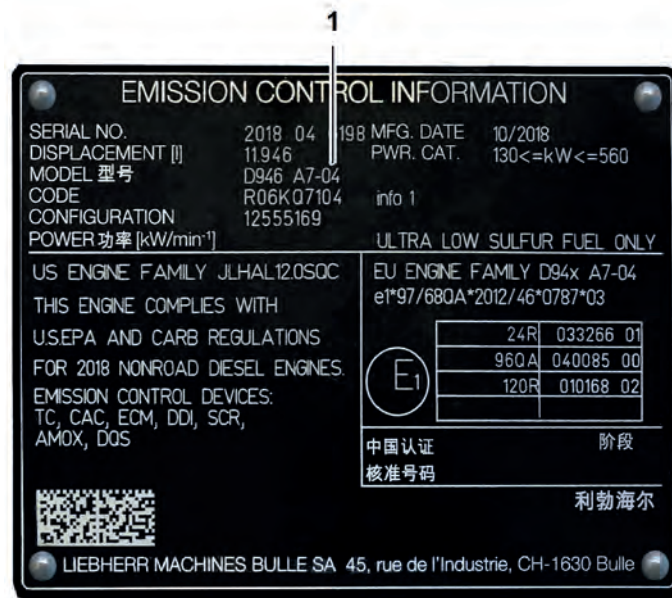 1
EMISSION CONTROL INFORMATION
SERIAL NO. 2018 04 198 MFG. DATE 10/2018
DISPLACEMENT [l] 11.946 PWR. CAT. 130<=kW<=560
MODEL 型号 D946 A7-04
CODE R06KQ7104 info 1
CONFIGURATION 12555169
POWER 功率 [kW/min⁻¹] ULTRA LOW SULFUR FUEL ONLY
US ENGINE FAMILY JLHAL12.0SQC
THIS ENGINE COMPLIES WITH
U.S.EPA AND CARB REGULATIONS
FOR 2018 NONROAD DIESEL ENGINES.
EMISSION CONTROL DEVICES:
TC, CAC, ECM, DDI, SCR,
AMOX, DQS
EU ENGINE FAMILY D94x A7-04
e1*97/68QA*2012/46*0787*03
E1
24R 033266 01
96QA 040085 00
120R 010168 02
中国认证 阶段
核准号码
利勃海尔
LIEBHERR MACHINES BULLE SA 45, rue de l'Industrie, CH-1630 Bulle